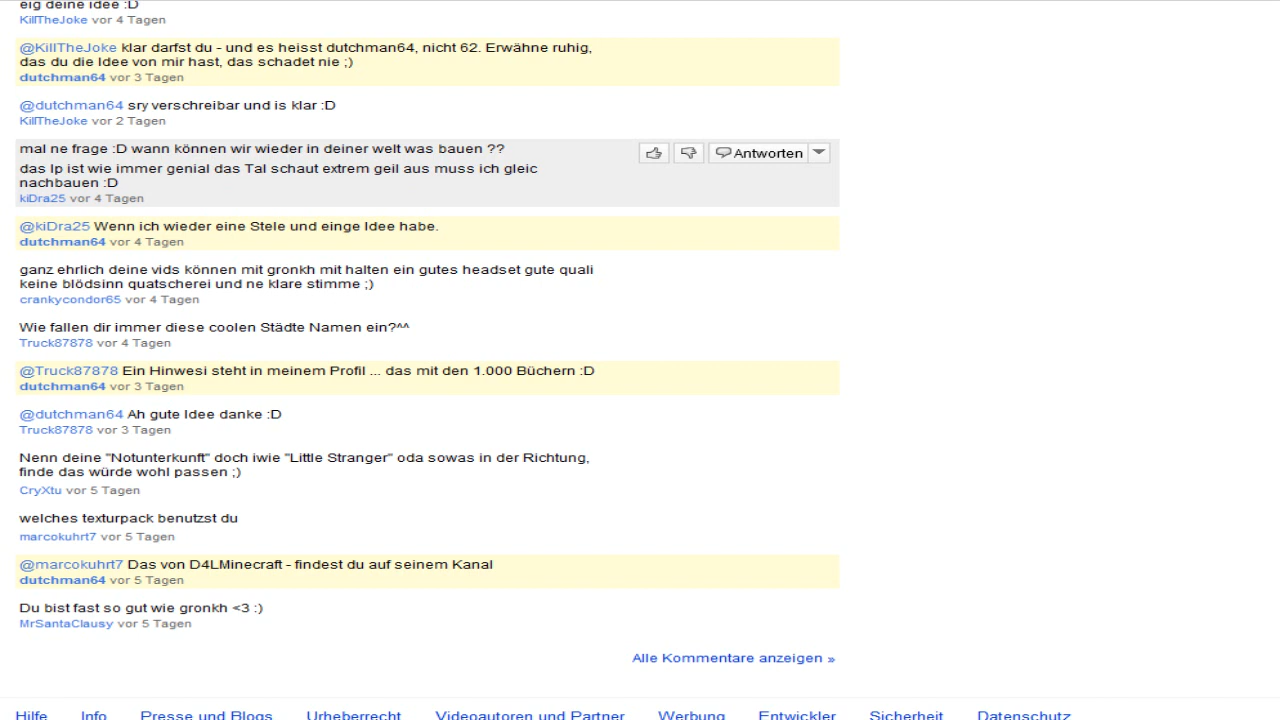 eig deine idee :D
KillTheJoke vor 4 Tagen
@KillTheJoke klar darfst du - und es heisst dutchman64, nicht 62. Erwähne ruhig,
das du die Idee von mir hast, das schadet nie ;)
dutchman64 vor 3 Tagen
@dutchman64 sry verschreibar und is klar :D
KillTheJoke vor 2 Tagen
mal ne frage :D wann können wir wieder in deiner welt was bauen ??
Antworten
das lp ist wie immer genial das Tal schaut extrem geil aus muss ich gleic
nachbauen :D
kiDra25 vor 4 Tagen
@kiDra25 Wenn ich wieder eine Stele und einge Idee habe.
dutchman64 vor 4 Tagen
ganz ehrlich deine vids können mit gronkh mit halten ein gutes headset gute quali
keine blödsinn quatscherei und ne klare stimme ;)
crankycondor65 vor 4 Tagen
Wie fallen dir immer diese coolen Städte Namen ein?^^
Truck87878 vor 4 Tagen
@Truck87878 Ein Hinwesi steht in meinem Profil ... das mit den 1.000 Büchern :D
dutchman64 vor 3 Tagen
@dutchman64 Ah gute Idee danke :D
Truck87878 vor 3 Tagen
Nenn deine "Notunterkunft" doch iwie "Little Stranger" oda sowas in der Richtung,
finde das würde wohl passen ;)
CryXtu vor 5 Tagen
welches texturpack benutzst du
marcokuhrt7 vor 5 Tagen
@marcokuhrt7 Das von D4LMinecraft - findest du auf seinem Kanal
dutchman64 vor 5 Tagen
Du bist fast so gut wie gronkh <3 :)
MrSantaClausy vor 5 Tagen
Alle Kommentare anzeigen »
Hilfe Info Presse und Blogs Urheberrecht Videoautoren und Partner Werbung Entwickler Sicherheit Datenschutz